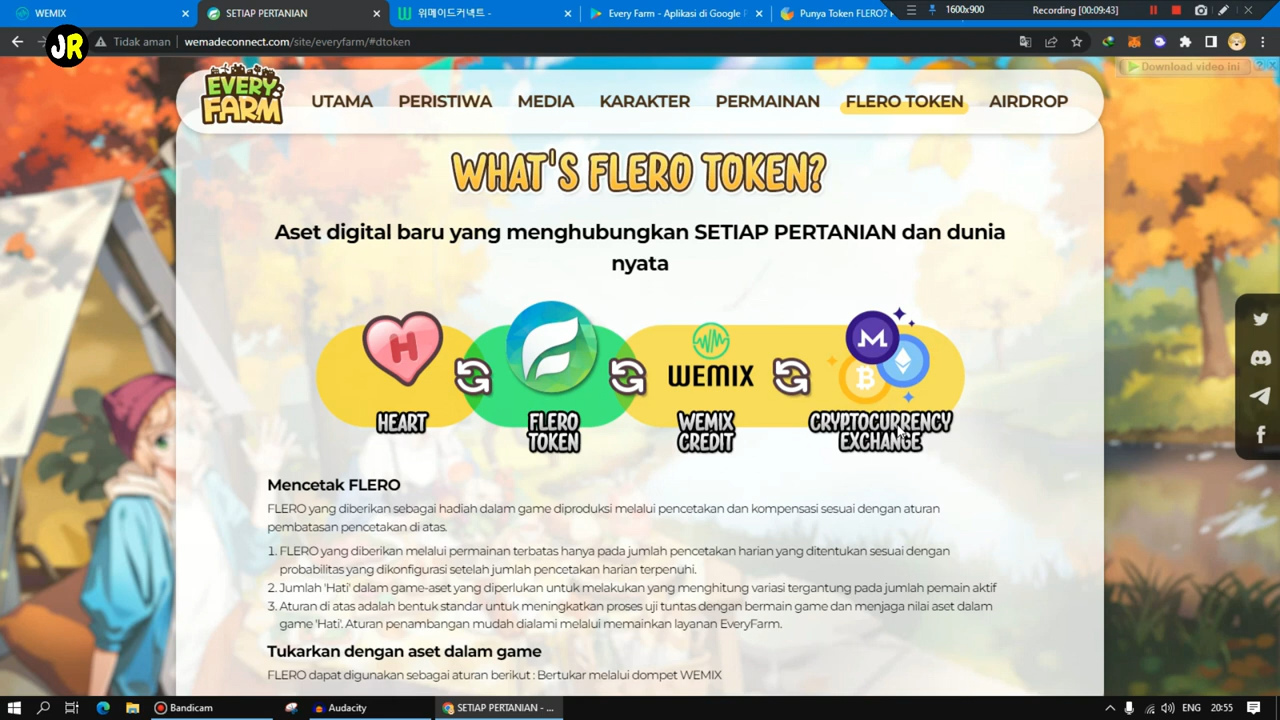 WEMIX
SETIAP PERTANIAN
위메이드커넥트 -
Every Farm - Aplikasi di Google
Punya Token FLERO?
1600x900
Recording [00:09:43]
JR
Tidak aman
wemadeconnect.com/site/everyfarm/#dtoken
Download video ini
EVERY FARM
UTAMA
PERISTIWA
MEDIA
KARAKTER
PERMAINAN
FLERO TOKEN
AIRDROP
WHAT'S FLERO TOKEN?
Aset digital baru yang menghubungkan SETIAP PERTANIAN dan dunia
nyata
H
WEMIX
HEART
FLERO
TOKEN
WEMIX
CREDIT
CRYPTOCURRENCY
EXCHANGE
Mencetak FLERO
FLERO yang diberikan sebagai hadiah dalam game diproduksi melalui pencetakan dan kompensasi sesuai dengan aturan
pembatasan pencetakan di atas.
1. FLERO yang diberikan melalui permainan terbatas hanya pada jumlah pencetakan harian yang ditentukan sesuai dengan
probabilitas yang dikonfigurasi setelah jumlah pencetakan harian terpenuhi.
2. Jumlah 'Hati' dalam game-aset yang diperlukan untuk melakukan yang menghitung variasi tergantung pada jumlah pemain aktif
3. Aturan di atas adalah bentuk standar untuk meningkatkan proses uji tuntas dengan bermain game dan menjaga nilai aset dalam
game 'Hati'. Aturan penambangan mudah dialami melalui memainkan layanan EveryFarm.
Tukarkan dengan aset dalam game
FLERO dapat digunakan sebagai aturan berikut : Bertukar melalui dompet WEMIX
Bandicam
Audacity
SETIAP PERTANIAN - ...
ENG
20:55